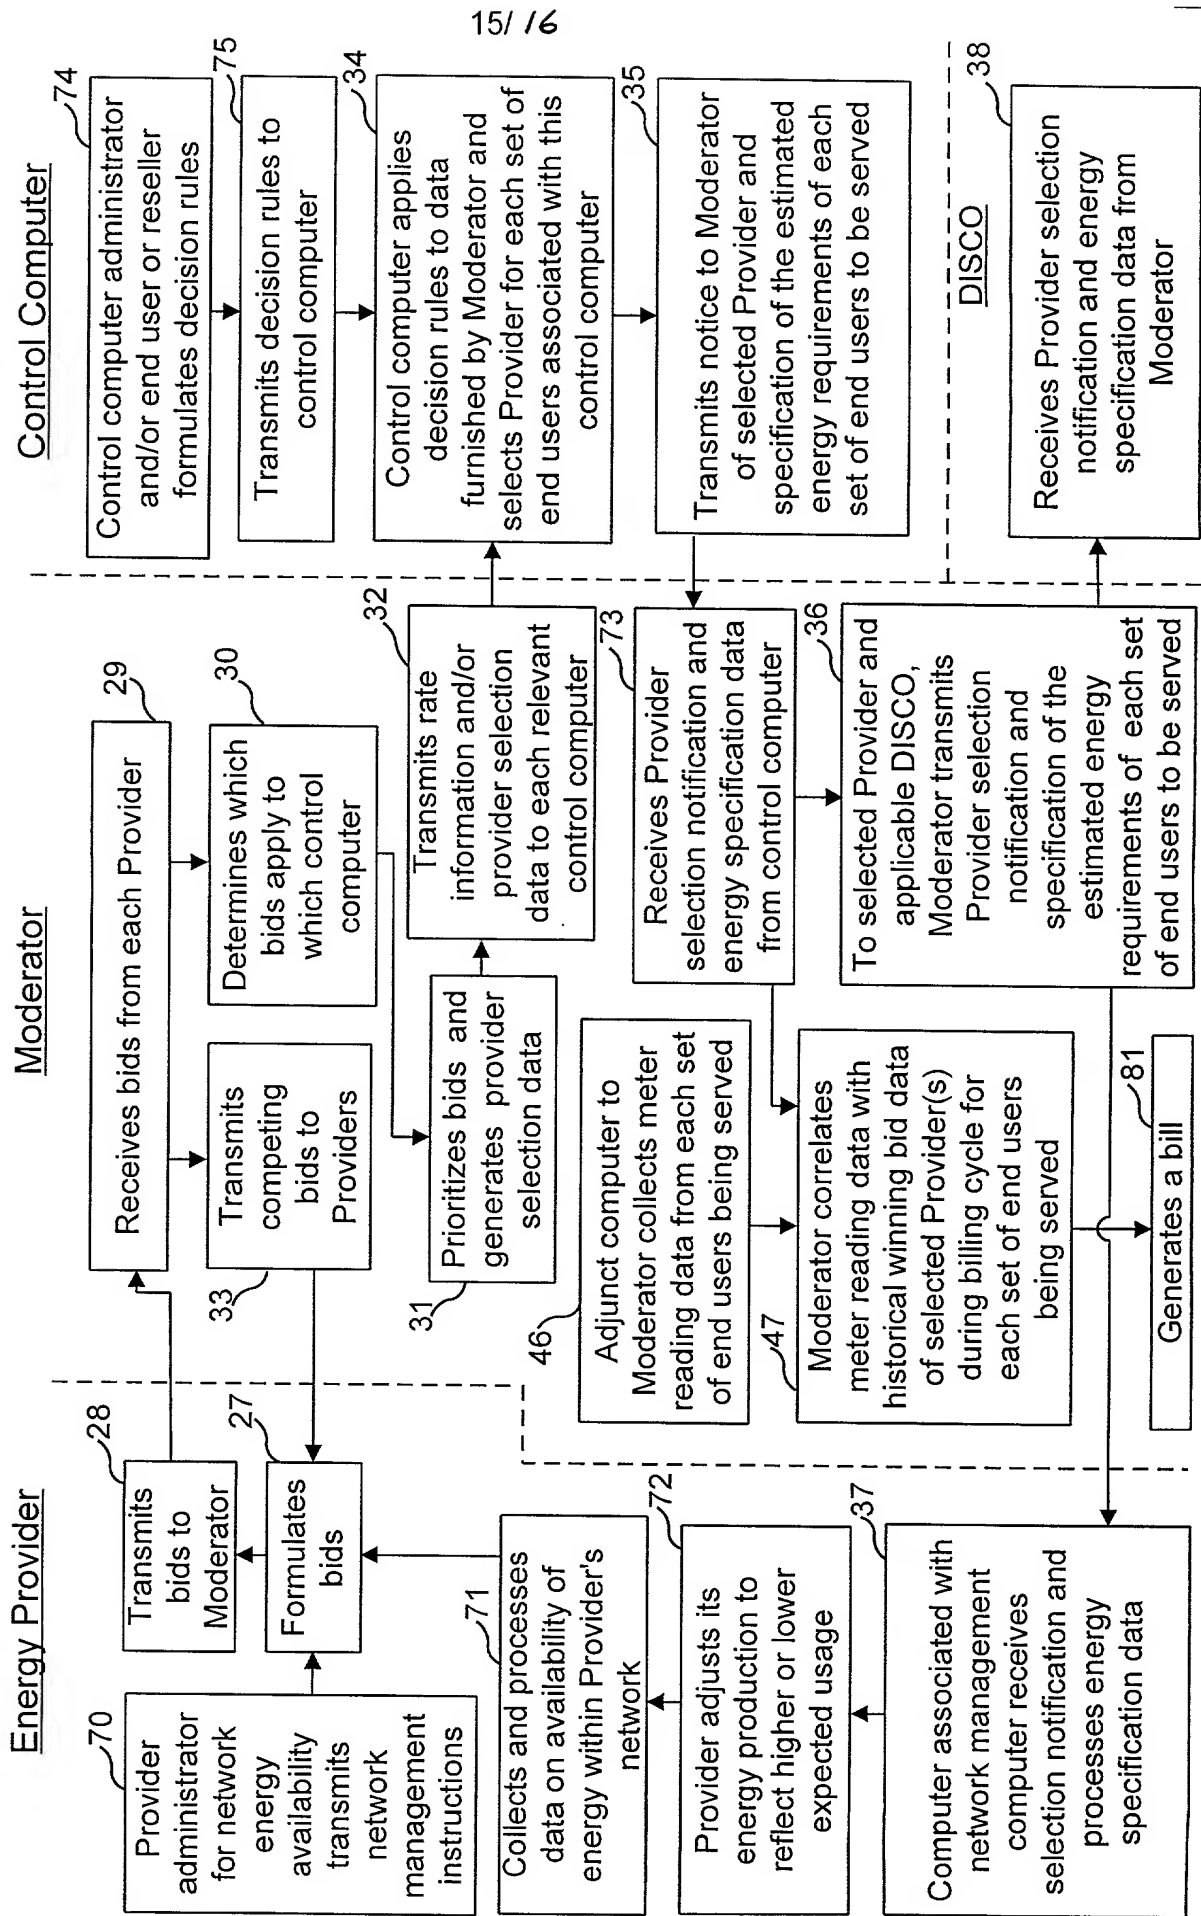 15/16
Energy Provider
70
Provider
administrator
for network
energy
availability
transmits
network
management
instructions
28
Transmits
bids to
Moderator
27
Formulates
bids
71
Collects and processes
data on availability of
energy within Provider's
network
72
Provider adjusts its
energy production to
reflect higher or lower
expected usage
37
Computer associated with
network management
computer receives
selection notification and
processes energy
specification data
Moderator
29
Receives bids from each Provider
33
Transmits
competing
bids to
Providers
30
Determines which
bids apply to
which control
computer
31
Prioritizes bids and
generates provider
selection data
32
Transmits rate
information and/or
provider selection
data to each relevant
control computer
46
Adjunct computer to
Moderator collects meter
reading data from each set
of end users being served
73
Receives Provider
selection notification and
energy specification data
from control computer
47
Moderator correlates
meter reading data with
historical winning bid data
of selected Provider(s)
during billing cycle for
each set of end users
being served
36
To selected Provider and
applicable DISCO,
Moderator transmits
Provider selection
notification and
specification of the
estimated energy
requirements of each set
of end users to be served
81
Generates a bill
Control Computer
74
Control computer administrator
and/or end user or reseller
formulates decision rules
75
Transmits decision rules to
control computer
34
Control computer applies
decision rules to data
furnished by Moderator and
selects Provider for each set of
end users associated with this
control computer
35
Transmits notice to Moderator
of selected Provider and
specification of the estimated
energy requirements of each
set of end users to be served
DISCO
38
Receives Provider selection
notification and energy
specification data from
Moderator